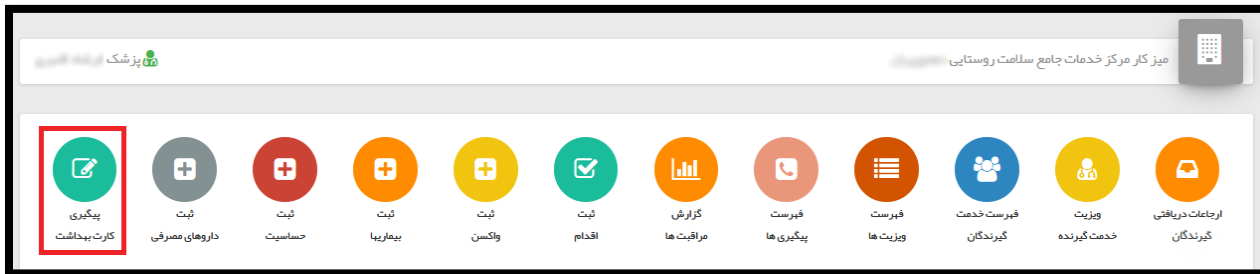 میز کار مرکز خدمات جامع سلامت روستایی
پزشک
ارجاعات دریافتی
گیرندگان
ویزیت
خدمت گیرنده
فهرست خدمت
گیرندگان
فهرست
ویزیت ها
فهرست
پیگیری ها
گزارش
مراقبت ها
ثبت
اقدام
ثبت
واکسن
ثبت
بیماریها
ثبت
حساسیت
ثبت
داروهای مصرفی
پیگیری
کارت بهداشت